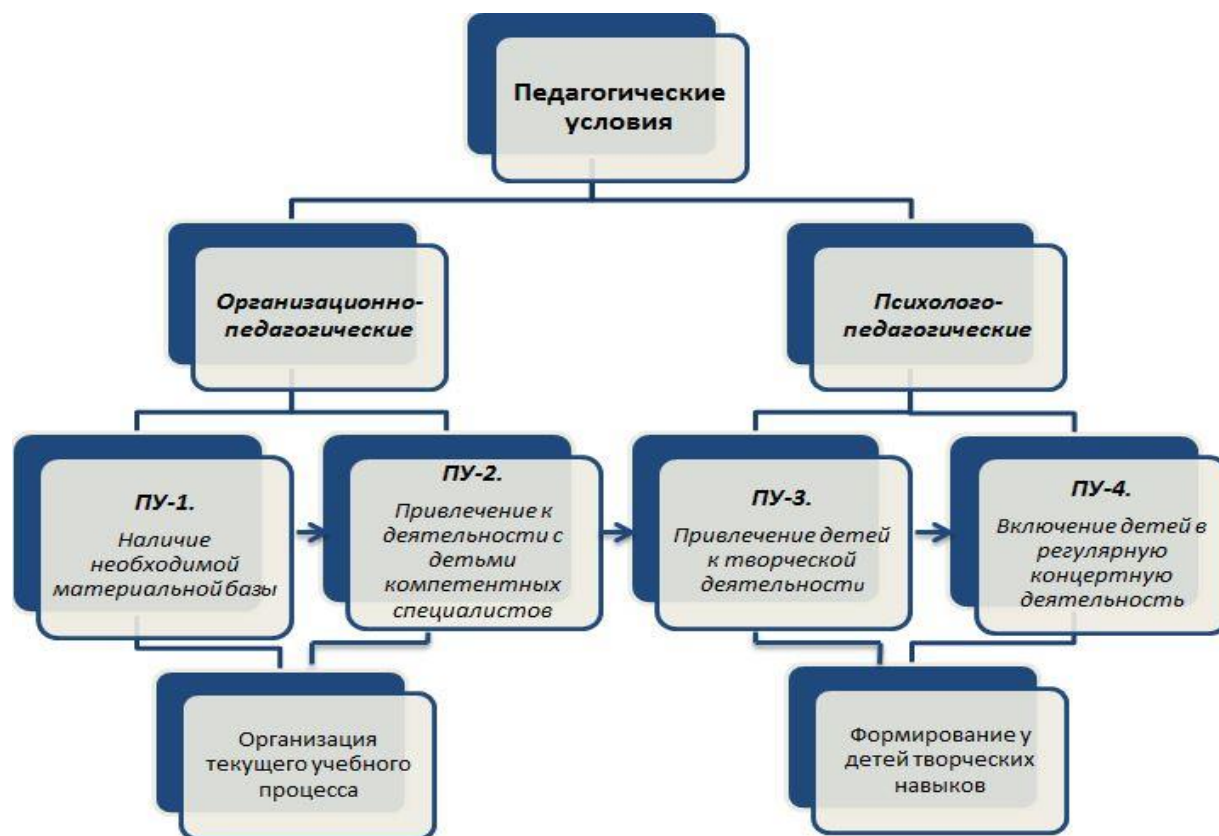 Педагогические
условия
Организационно-
педагогические
Психолого-
педагогические
ПУ-1.
Наличие
необходимой
материальной базы
ПУ-2.
Привлечение к
деятельности с
детьми
компетентных
специалистов
ПУ-3.
Привлечение детей
к творческой
деятельности
ПУ-4.
Включение детей в
регулярную
концертную
деятельность
Организация
текущего учебного
процесса
Формирование у
детей творческих
навыков